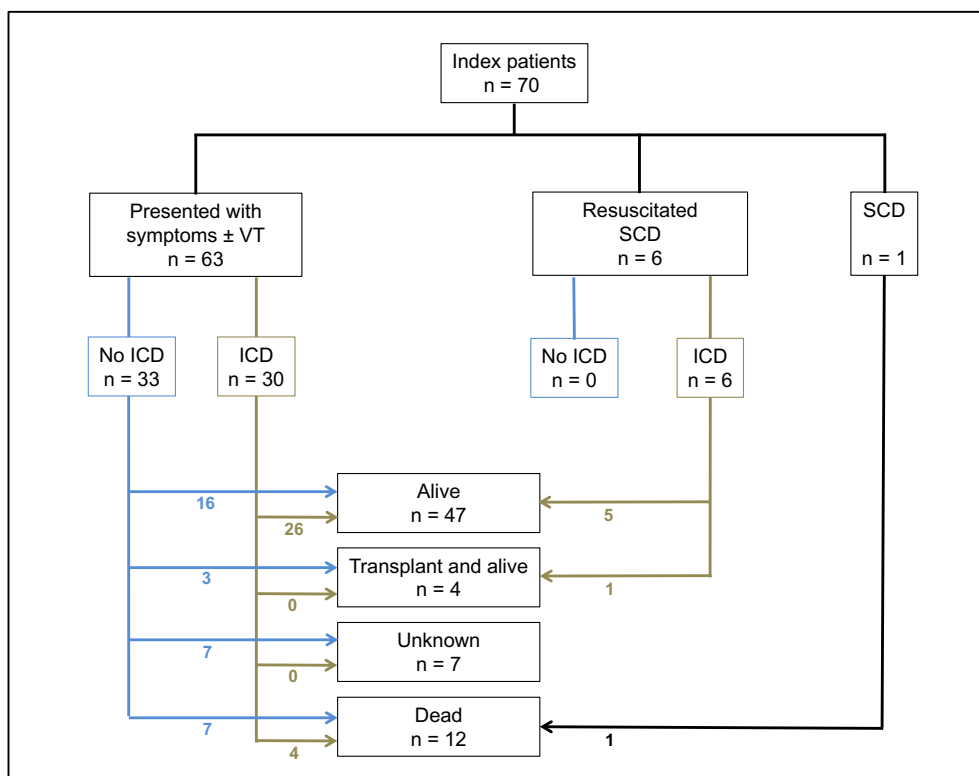 Index patients
n = 70
Presented with
symptoms ± VT
n = 63
Resuscitated
SCD
n = 6
SCD
n = 1
No ICD
n = 33
ICD
n = 30
No ICD
n = 0
ICD
n = 6
16
26
Alive
n = 47
5
3
0
Transplant and alive
n = 4
1
7
0
Unknown
n = 7
7
4
Dead
n = 12
1